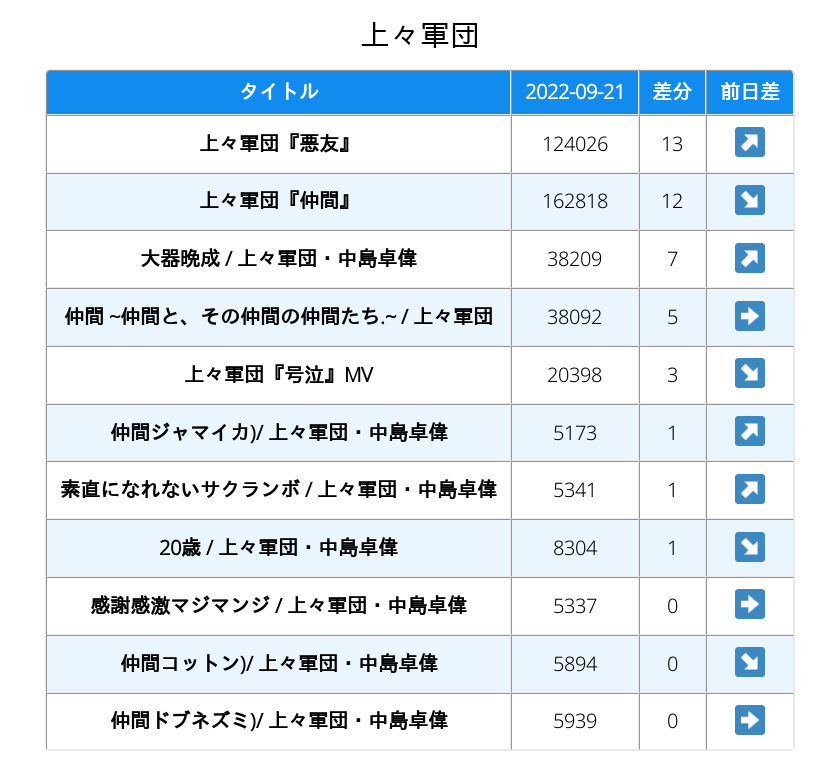 上々軍団
タイトル 2022-09-21 差分 前日差
上々軍団『悪友』 124026 13 ↗
上々軍団『仲間』 162818 12 ↘
大器晩成 / 上々軍団・中島卓偉 38209 7 ↗
仲間 ~仲間と、その仲間の仲間たち.~ / 上々軍団 38092 5 ➡
上々軍団『号泣』MV 20398 3 ↘
仲間ジャマイカ)/ 上々軍団・中島卓偉 5173 1 ↗
素直になれないサクランボ / 上々軍団・中島卓偉 5341 1 ↗
20歳 / 上々軍団・中島卓偉 8304 1 ↘
感謝感激マジマンジ / 上々軍団・中島卓偉 5337 0 ➡
仲間コットン)/ 上々軍団・中島卓偉 5894 0 ↘
仲間ドブネズミ)/ 上々軍団・中島卓偉 5939 0 ➡